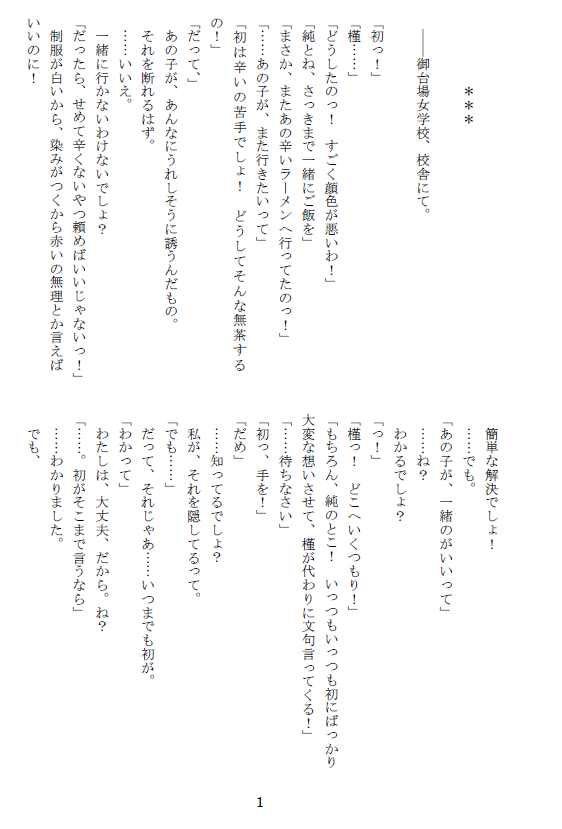 ＊＊＊
――御台場女学校、校舎にて。
「初っ！」
「槿……」
「どうしたのっ！　すごく顔色が悪いわ！」
「純とね、さっきまで一緒にご飯を」
「まさか、またあの辛いラーメンへ行ってたのっ！」
「……あの子が、また行きたいって」
「初は辛いの苦手でしょ！　どうしてそんな無茶する
の！」
「だって、」
あの子が、あんなにうれしそうに誘うんだもの。
それを断れるはず。
……いいえ。
一緒に行かないわけないでしょ？
「だったら、せめて辛くないやつ頼めばいいじゃないっ！」
制服が白いから、染みがつくから赤いの無理とか言えば
いいのに！
簡単な解決でしょ！
……でも。
「あの子が、一緒のがいいって」
……ね？
わかるでしょ？
「っ！」
「槿っ！　どこへいくつもり！」
「もちろん、純のとこ！　いっつもいっつも初にばっかり
大変な想いさせて、槿が代わりに文句言ってくる！」
「……待ちなさい」
「初っ、手を！」
「だめ」
……知ってるでしょ？
私が、それを隠してるって。
「でも……」
だって、それじゃあ……いつまでも初が。
「わかって」
わたしは、大丈夫、だから。ね？
「……。初がそこまで言うなら」
……わかりました。
でも、
1